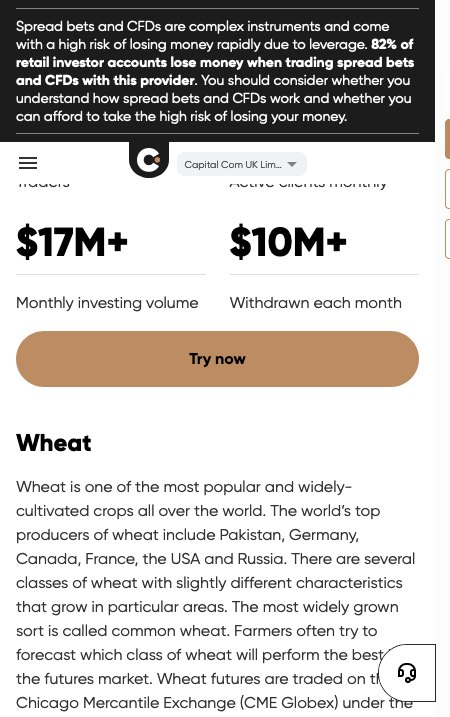 Spread bets and CFDs are complex instruments and come
with a high risk of losing money rapidly due to leverage. 82% of
retail investor accounts lose money when trading spread bets
and CFDs with this provider. You should consider whether you
understand how spread bets and CFDs work and whether you
can afford to take the high risk of losing your money.
Capital Com UK Lim...
Traders
Active clients monthly
$17M+
$10M+
Monthly investing volume
Withdrawn each month
Try now
Wheat
Wheat is one of the most popular and widely-
cultivated crops all over the world. The world’s top
producers of wheat include Pakistan, Germany,
Canada, France, the USA and Russia. There are several
classes of wheat with slightly different characteristics
that grow in particular areas. The most widely grown
sort is called common wheat. Farmers often try to
forecast which class of wheat will perform the best
the futures market. Wheat futures are traded on
Chicago Mercantile Exchange (CME Globex) under the